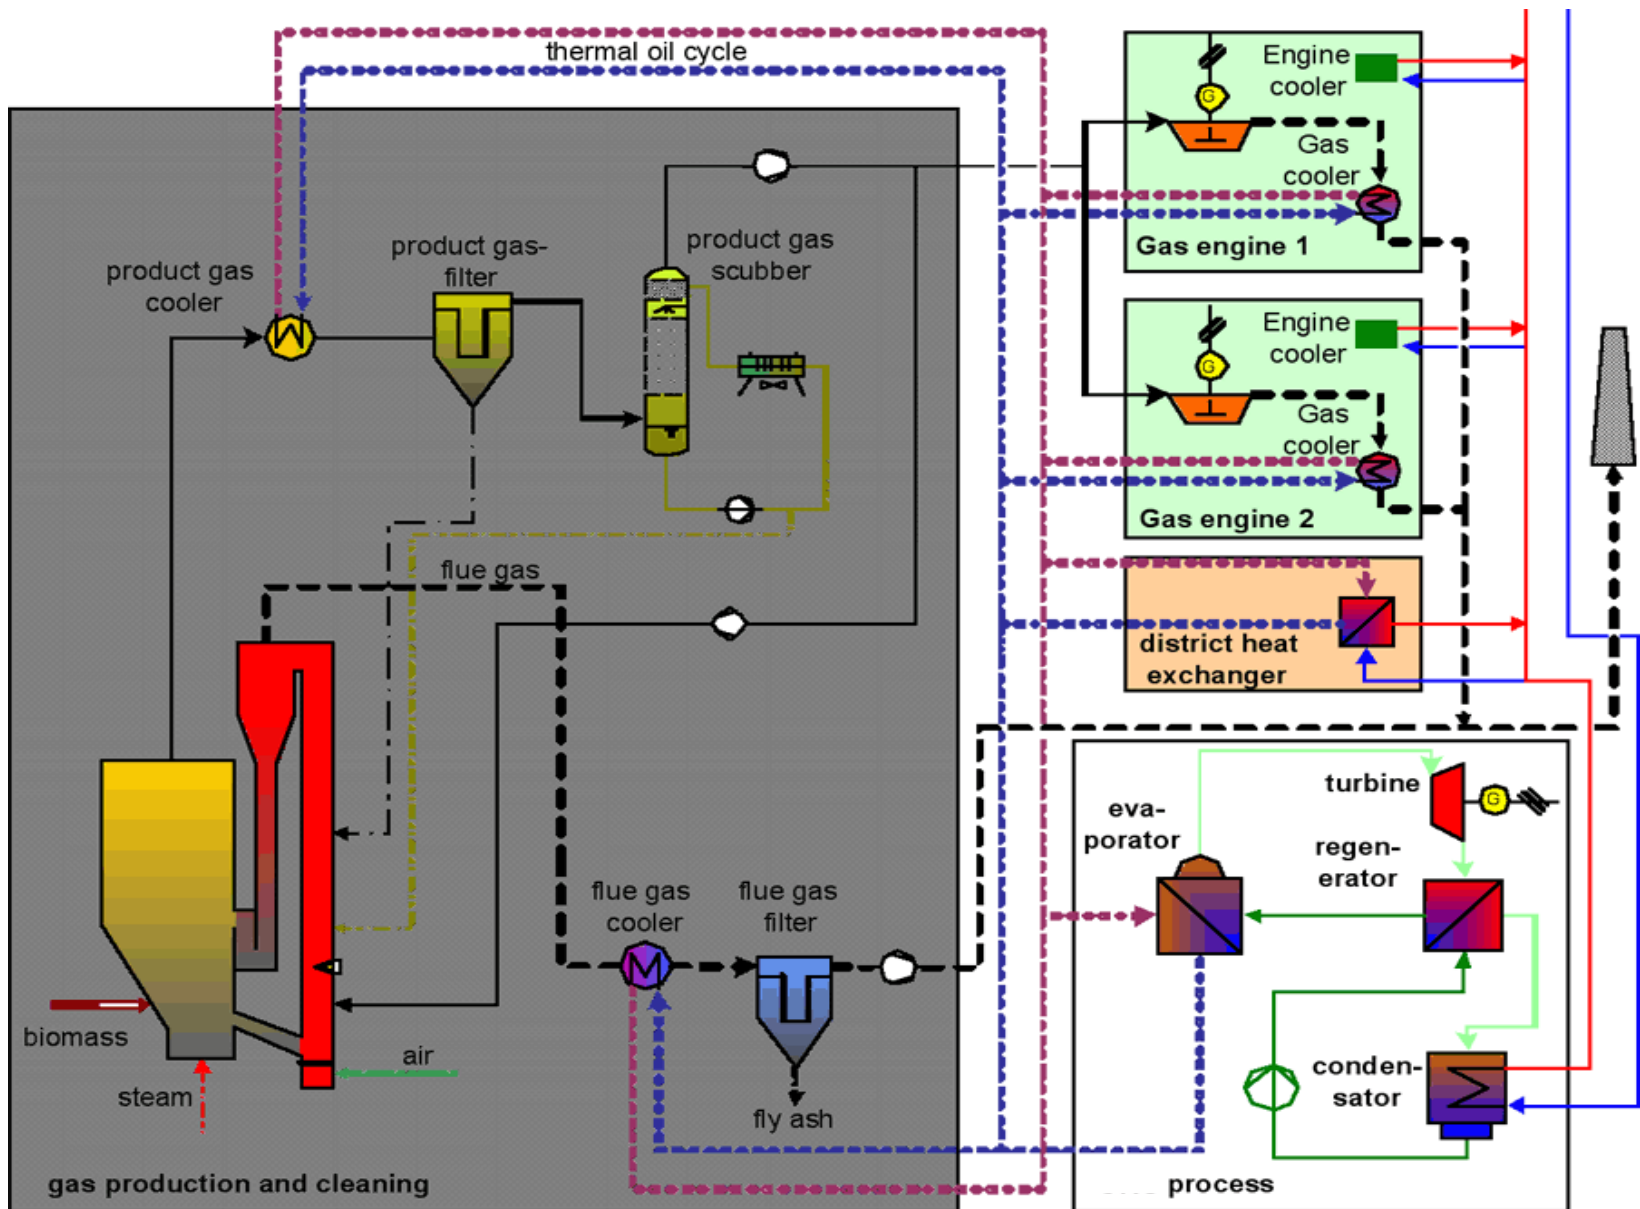 thermal oil cycle
product gas
cooler
product gas-
filter
product gas
scubber
flue gas
flue gas
cooler
flue gas
filter
fly ash
biomass
steam
air
gas production and cleaning
Engine
cooler
G
Gas
cooler
Gas engine 1
Engine
cooler
G
Gas
cooler
Gas engine 2
district heat
exchanger
turbine
G
eva-
porator
regen-
erator
conden-
sator
process